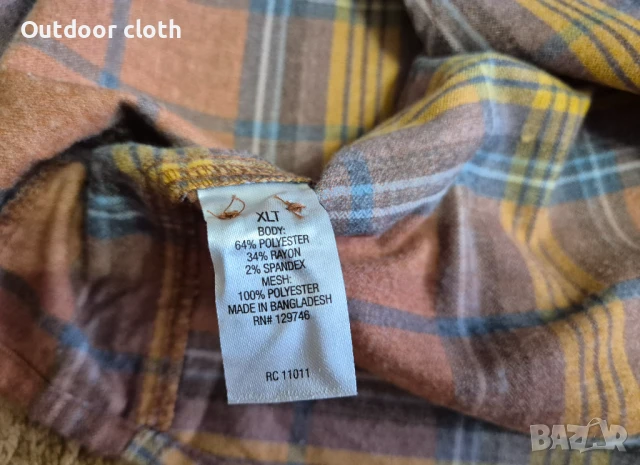 Outdoor cloth
XLT
BODY:
64% POLYESTER
34% RAYON
2% SPANDEX
MESH:
100% POLYESTER
MADE IN BANGLADESH
RN# 129746
RC 11011
BAZAR